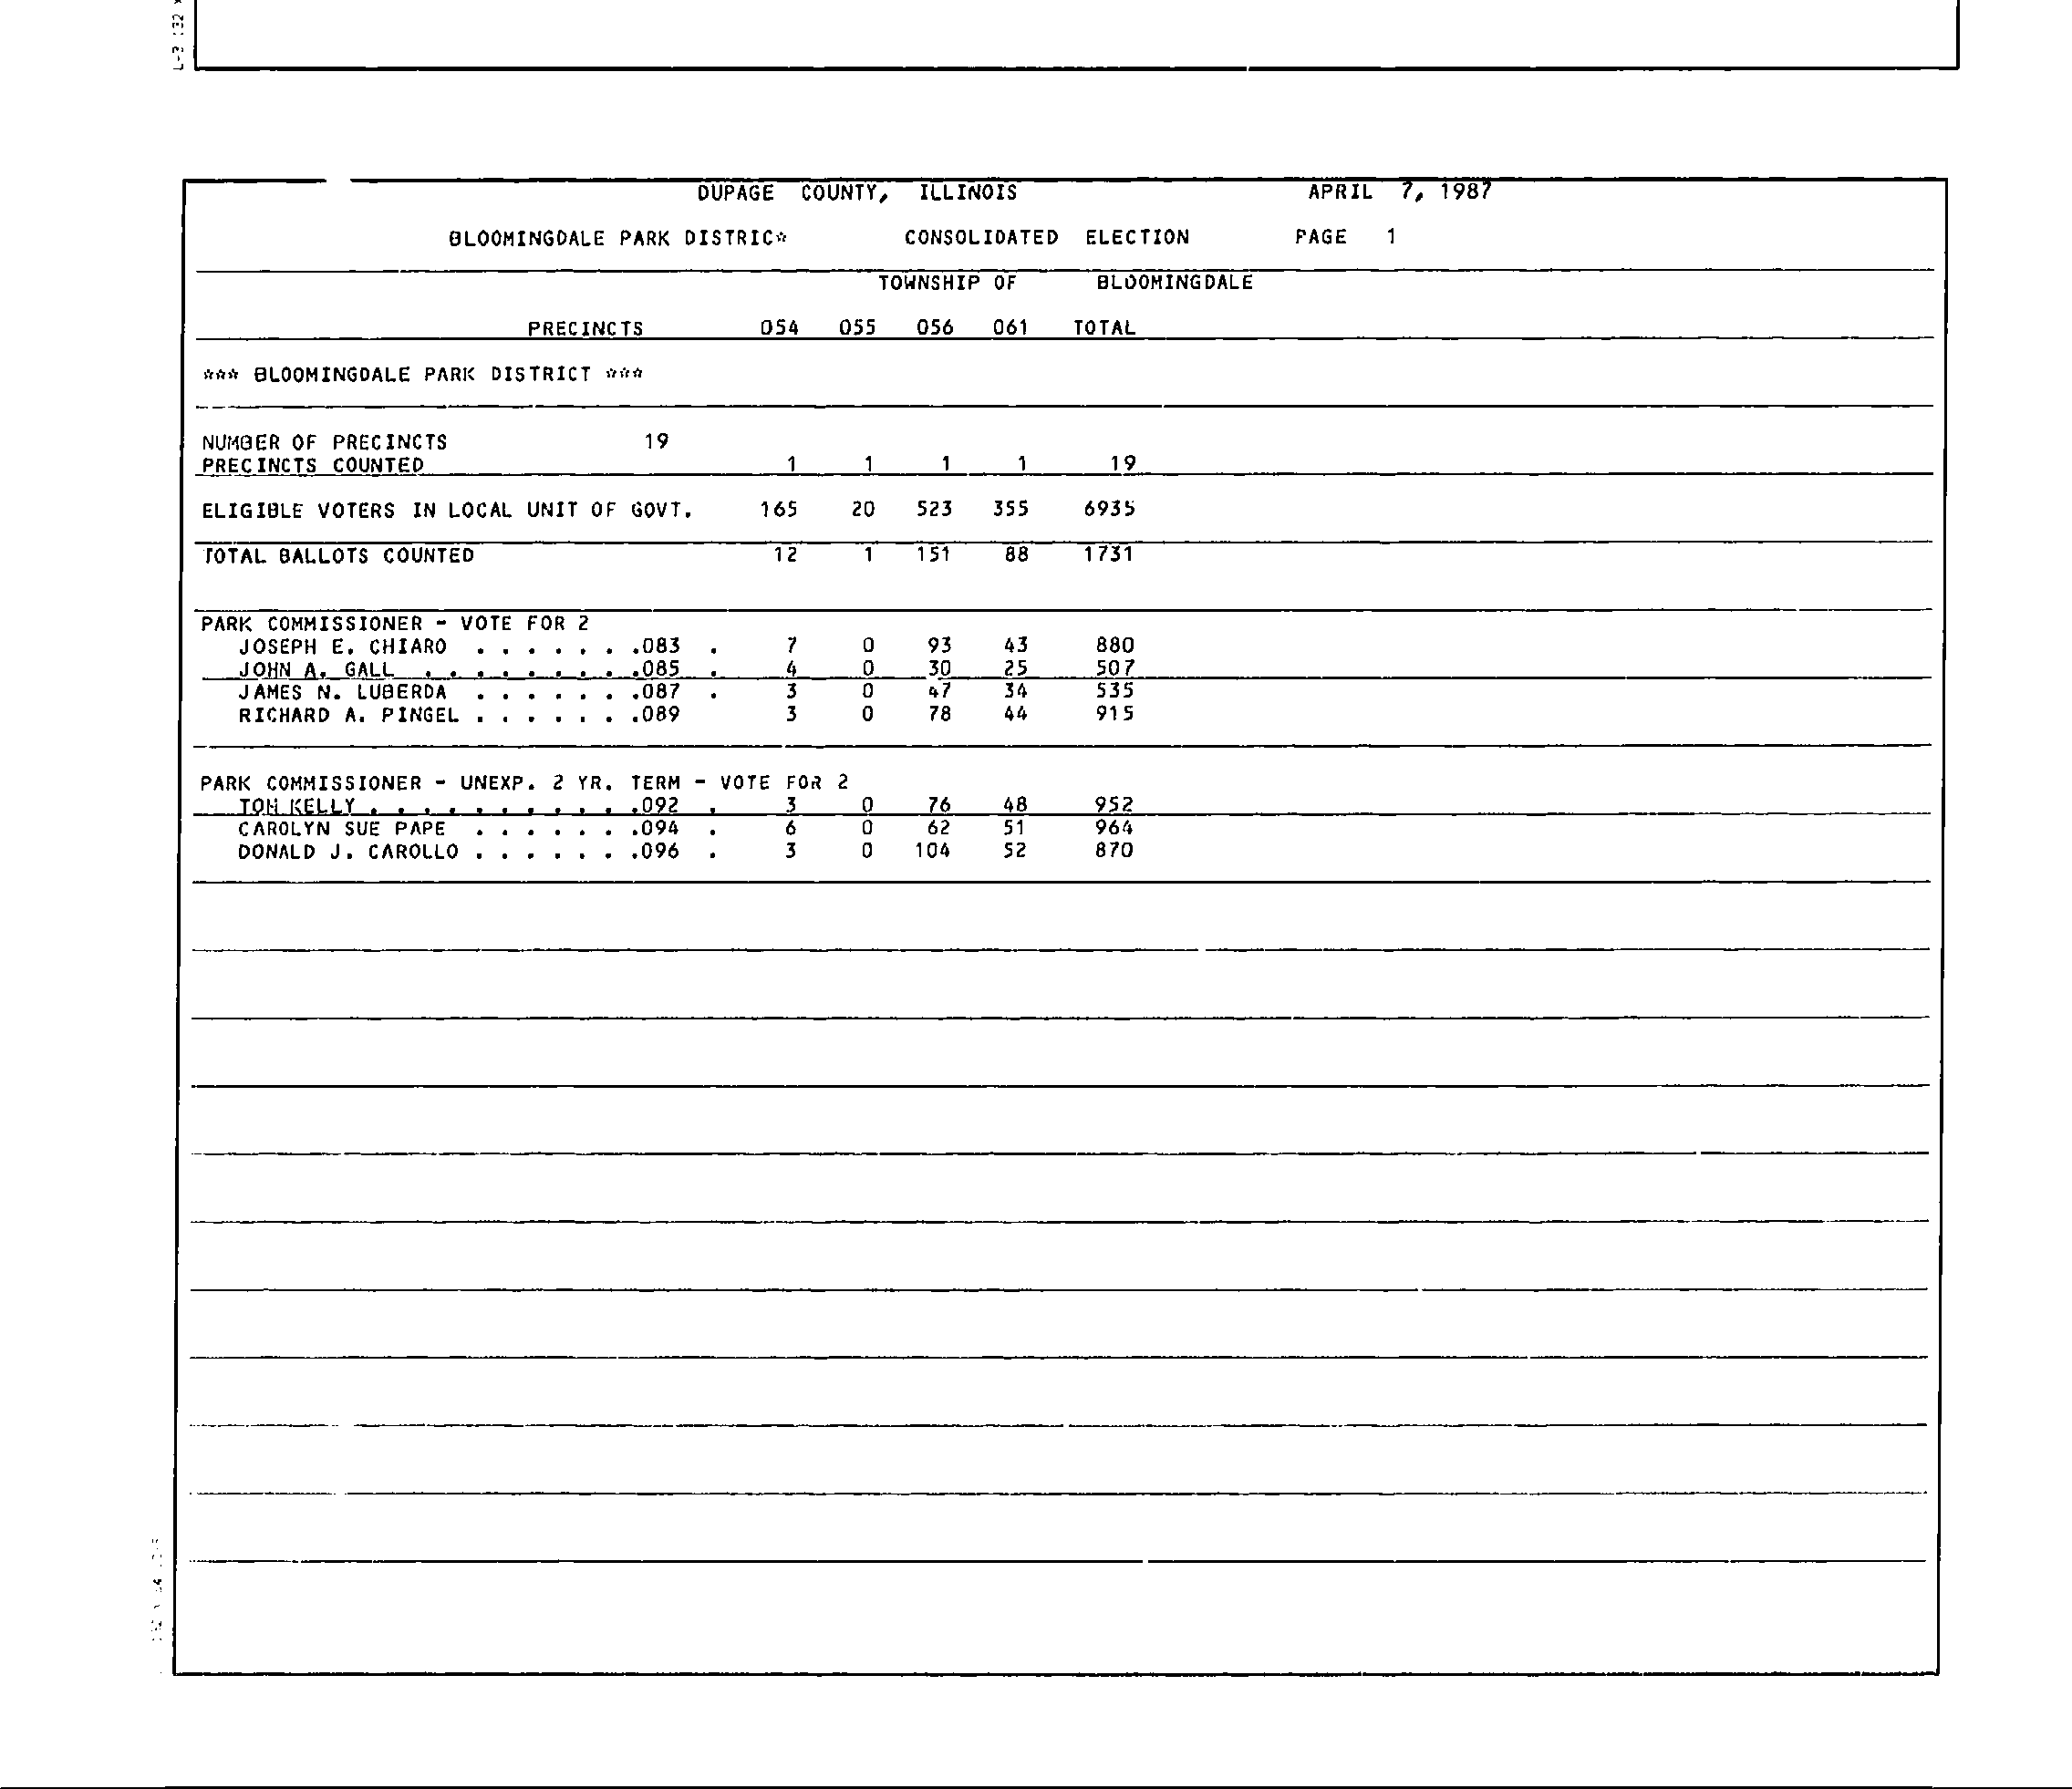 DUPAGE COUNTY, ILLINOIS APRIL 7, 1987
BLOOMINGDALE PARK DISTRIC* CONSOLIDATED ELECTION PAGE 1
TOWNSHIP OF BLOOMINGDALE
PRECINCTS 054 055 056 061 TOTAL
*** BLOOMINGDALE PARK DISTRICT ***
NUMBER OF PRECINCTS 19
PRECINCTS COUNTED 1 1 1 1 19
ELIGIBLE VOTERS IN LOCAL UNIT OF GOVT. 165 20 523 355 6935
TOTAL BALLOTS COUNTED 12 1 151 88 1731
PARK COMMISSIONER - VOTE FOR 2
JOSEPH E. CHIARO . . . . . . .083 . 7 0 93 43 880
JOHN A. GALL . . . . . . . . .085 . 4 0 30 25 507
JAMES N. LUBERDA . . . . . . .087 . 3 0 47 34 535
RICHARD A. PINGEL . . . . . . .089 3 0 78 44 915
PARK COMMISSIONER - UNEXP. 2 YR. TERM - VOTE FOR 2
TOM KELLY . . . . . . . . . . .092 . 3 0 76 48 952
CAROLYN SUE PAPE . . . . . . .094 . 6 0 62 51 964
DONALD J. CAROLLO . . . . . . .096 . 3 0 104 52 870